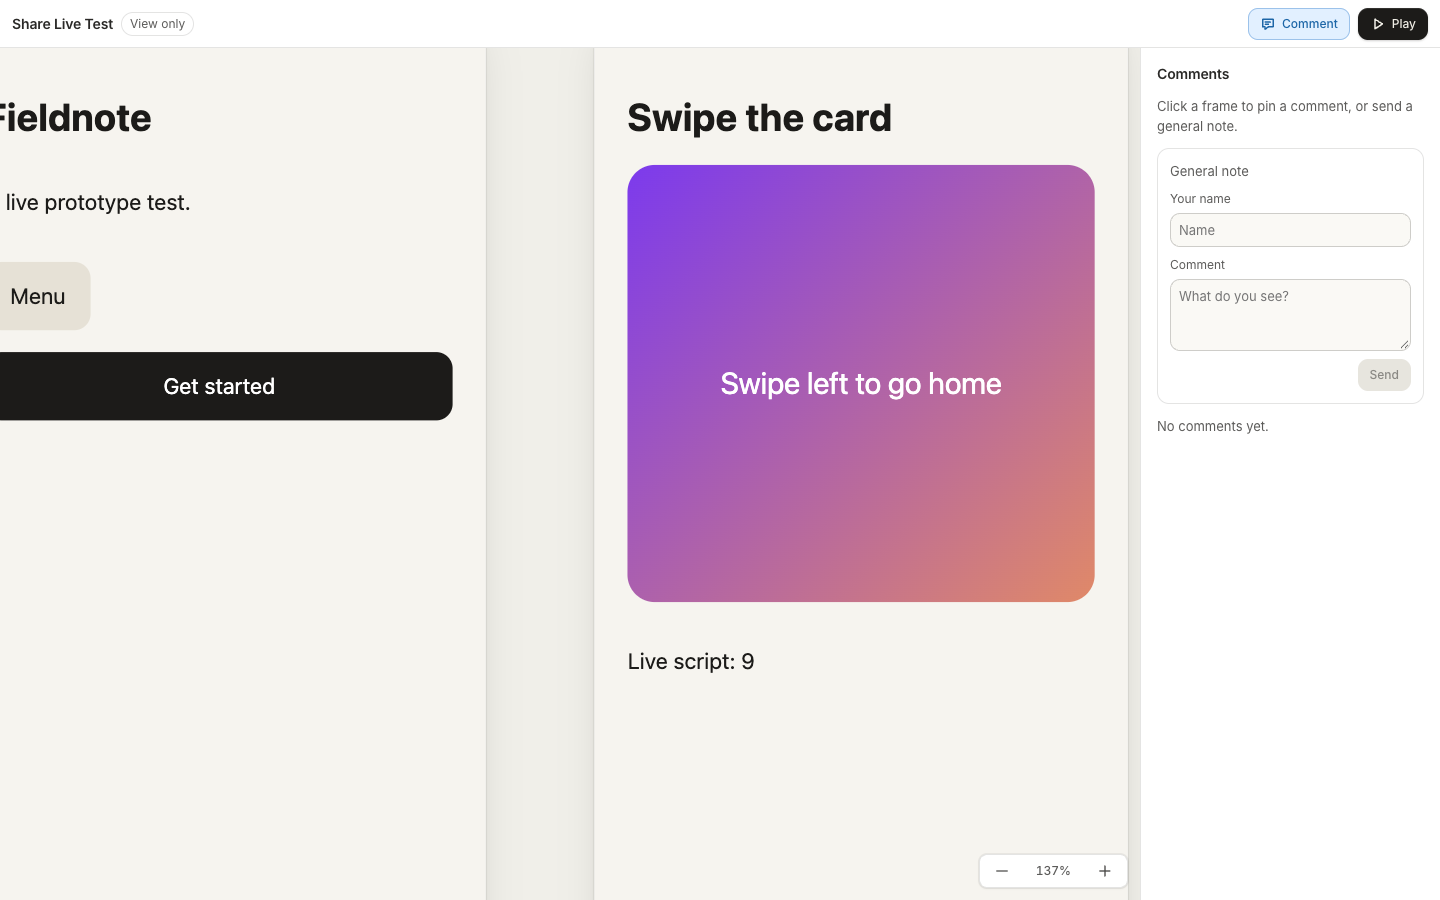 Share Live Test
View only
Comment
Play
Fieldnote
live prototype test.
Menu
Get started
Swipe the card
Swipe left to go home
Live script: 9
137%
Comments
Click a frame to pin a comment, or send a
general note.
General note
Your name
Name
Comment
What do you see?
Send
No comments yet.